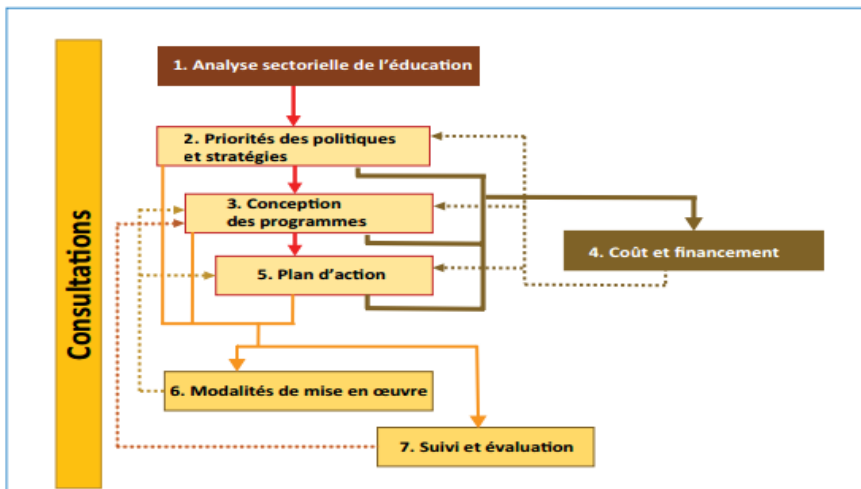 Consultations
1. Analyse sectorielle de l'éducation
2. Priorités des politiques
et stratégies
3. Conception
des programmes
4. Coût et financement
5. Plan d'action
6. Modalités de mise en œuvre
7. Suivi et évaluation